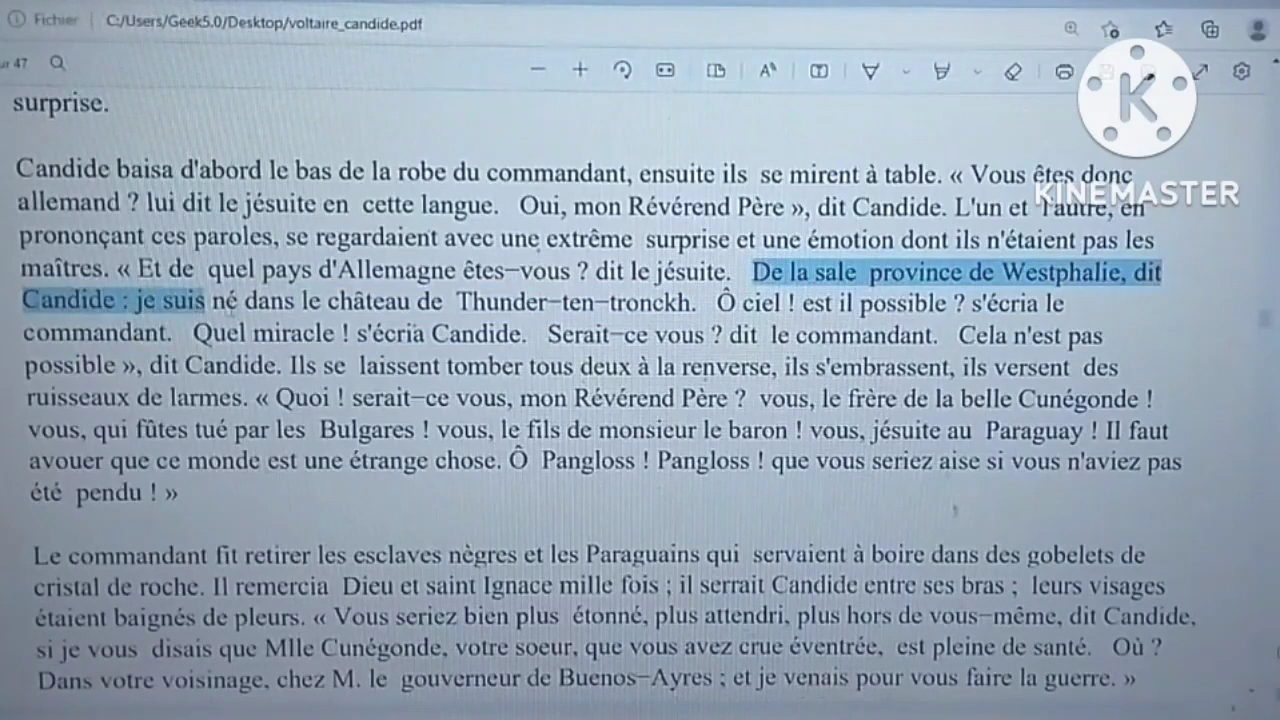 Fichier C:/Users/Geek5.0/Desktop/voltaire_candide.pdf
ur 47
K
KINEMASTER
surprise.
Candide baisa d'abord le bas de la robe du commandant, ensuite ils se mirent à table. « Vous êtes donc
allemand ? lui dit le jésuite en cette langue. Oui, mon Révérend Père », dit Candide. L'un et l'autre, en
prononçant ces paroles, se regardaient avec une extrême surprise et une émotion dont ils n'étaient pas les
maîtres. « Et de quel pays d'Allemagne êtes−vous ? dit le jésuite. De la sale province de Westphalie, dit
Candide : je suis né dans le château de Thunder−ten−tronckh. Ô ciel ! est il possible ? s'écria le
commandant. Quel miracle ! s'écria Candide. Serait−ce vous ? dit le commandant. Cela n'est pas
possible », dit Candide. Ils se laissent tomber tous deux à la renverse, ils s'embrassent, ils versent des
ruisseaux de larmes. « Quoi ! serait−ce vous, mon Révérend Père ? vous, le frère de la belle Cunégonde !
vous, qui fûtes tué par les Bulgares ! vous, le fils de monsieur le baron ! vous, jésuite au Paraguay ! Il faut
avouer que ce monde est une étrange chose. Ô Pangloss ! Pangloss ! que vous seriez aise si vous n'aviez pas
été pendu ! »
Le commandant fit retirer les esclaves nègres et les Paraguains qui servaient à boire dans des gobelets de
cristal de roche. Il remercia Dieu et saint Ignace mille fois ; il serrait Candide entre ses bras ; leurs visages
étaient baignés de pleurs. « Vous seriez bien plus étonné, plus attendri, plus hors de vous−même, dit Candide,
si je vous disais que Mlle Cunégonde, votre soeur, que vous avez crue éventrée, est pleine de santé. Où ?
Dans votre voisinage, chez M. le gouverneur de Buenos−Ayres ; et je venais pour vous faire la guerre. »